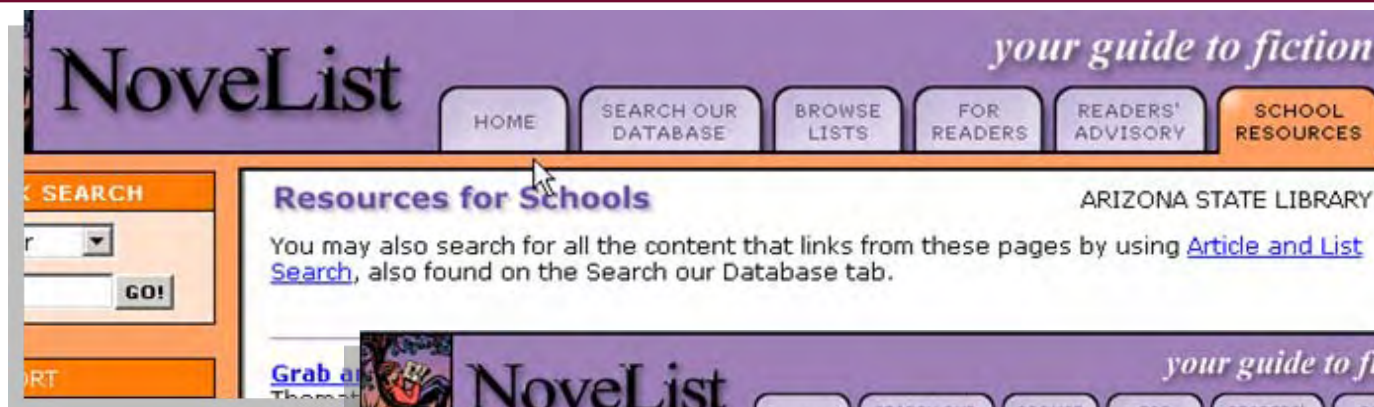 your guide to fiction
NoveList
HOME
SEARCH OUR
DATABASE
BROWSE
LISTS
FOR
READERS
READERS'
ADVISORY
SCHOOL
RESOURCES
SEARCH
GO!
Resources for Schools
ARIZONA STATE LIBRARY
You may also search for all the content that links from these pages by using Article and List
Search, also found on the Search our Database tab.
Grab
your guide to
NoveList